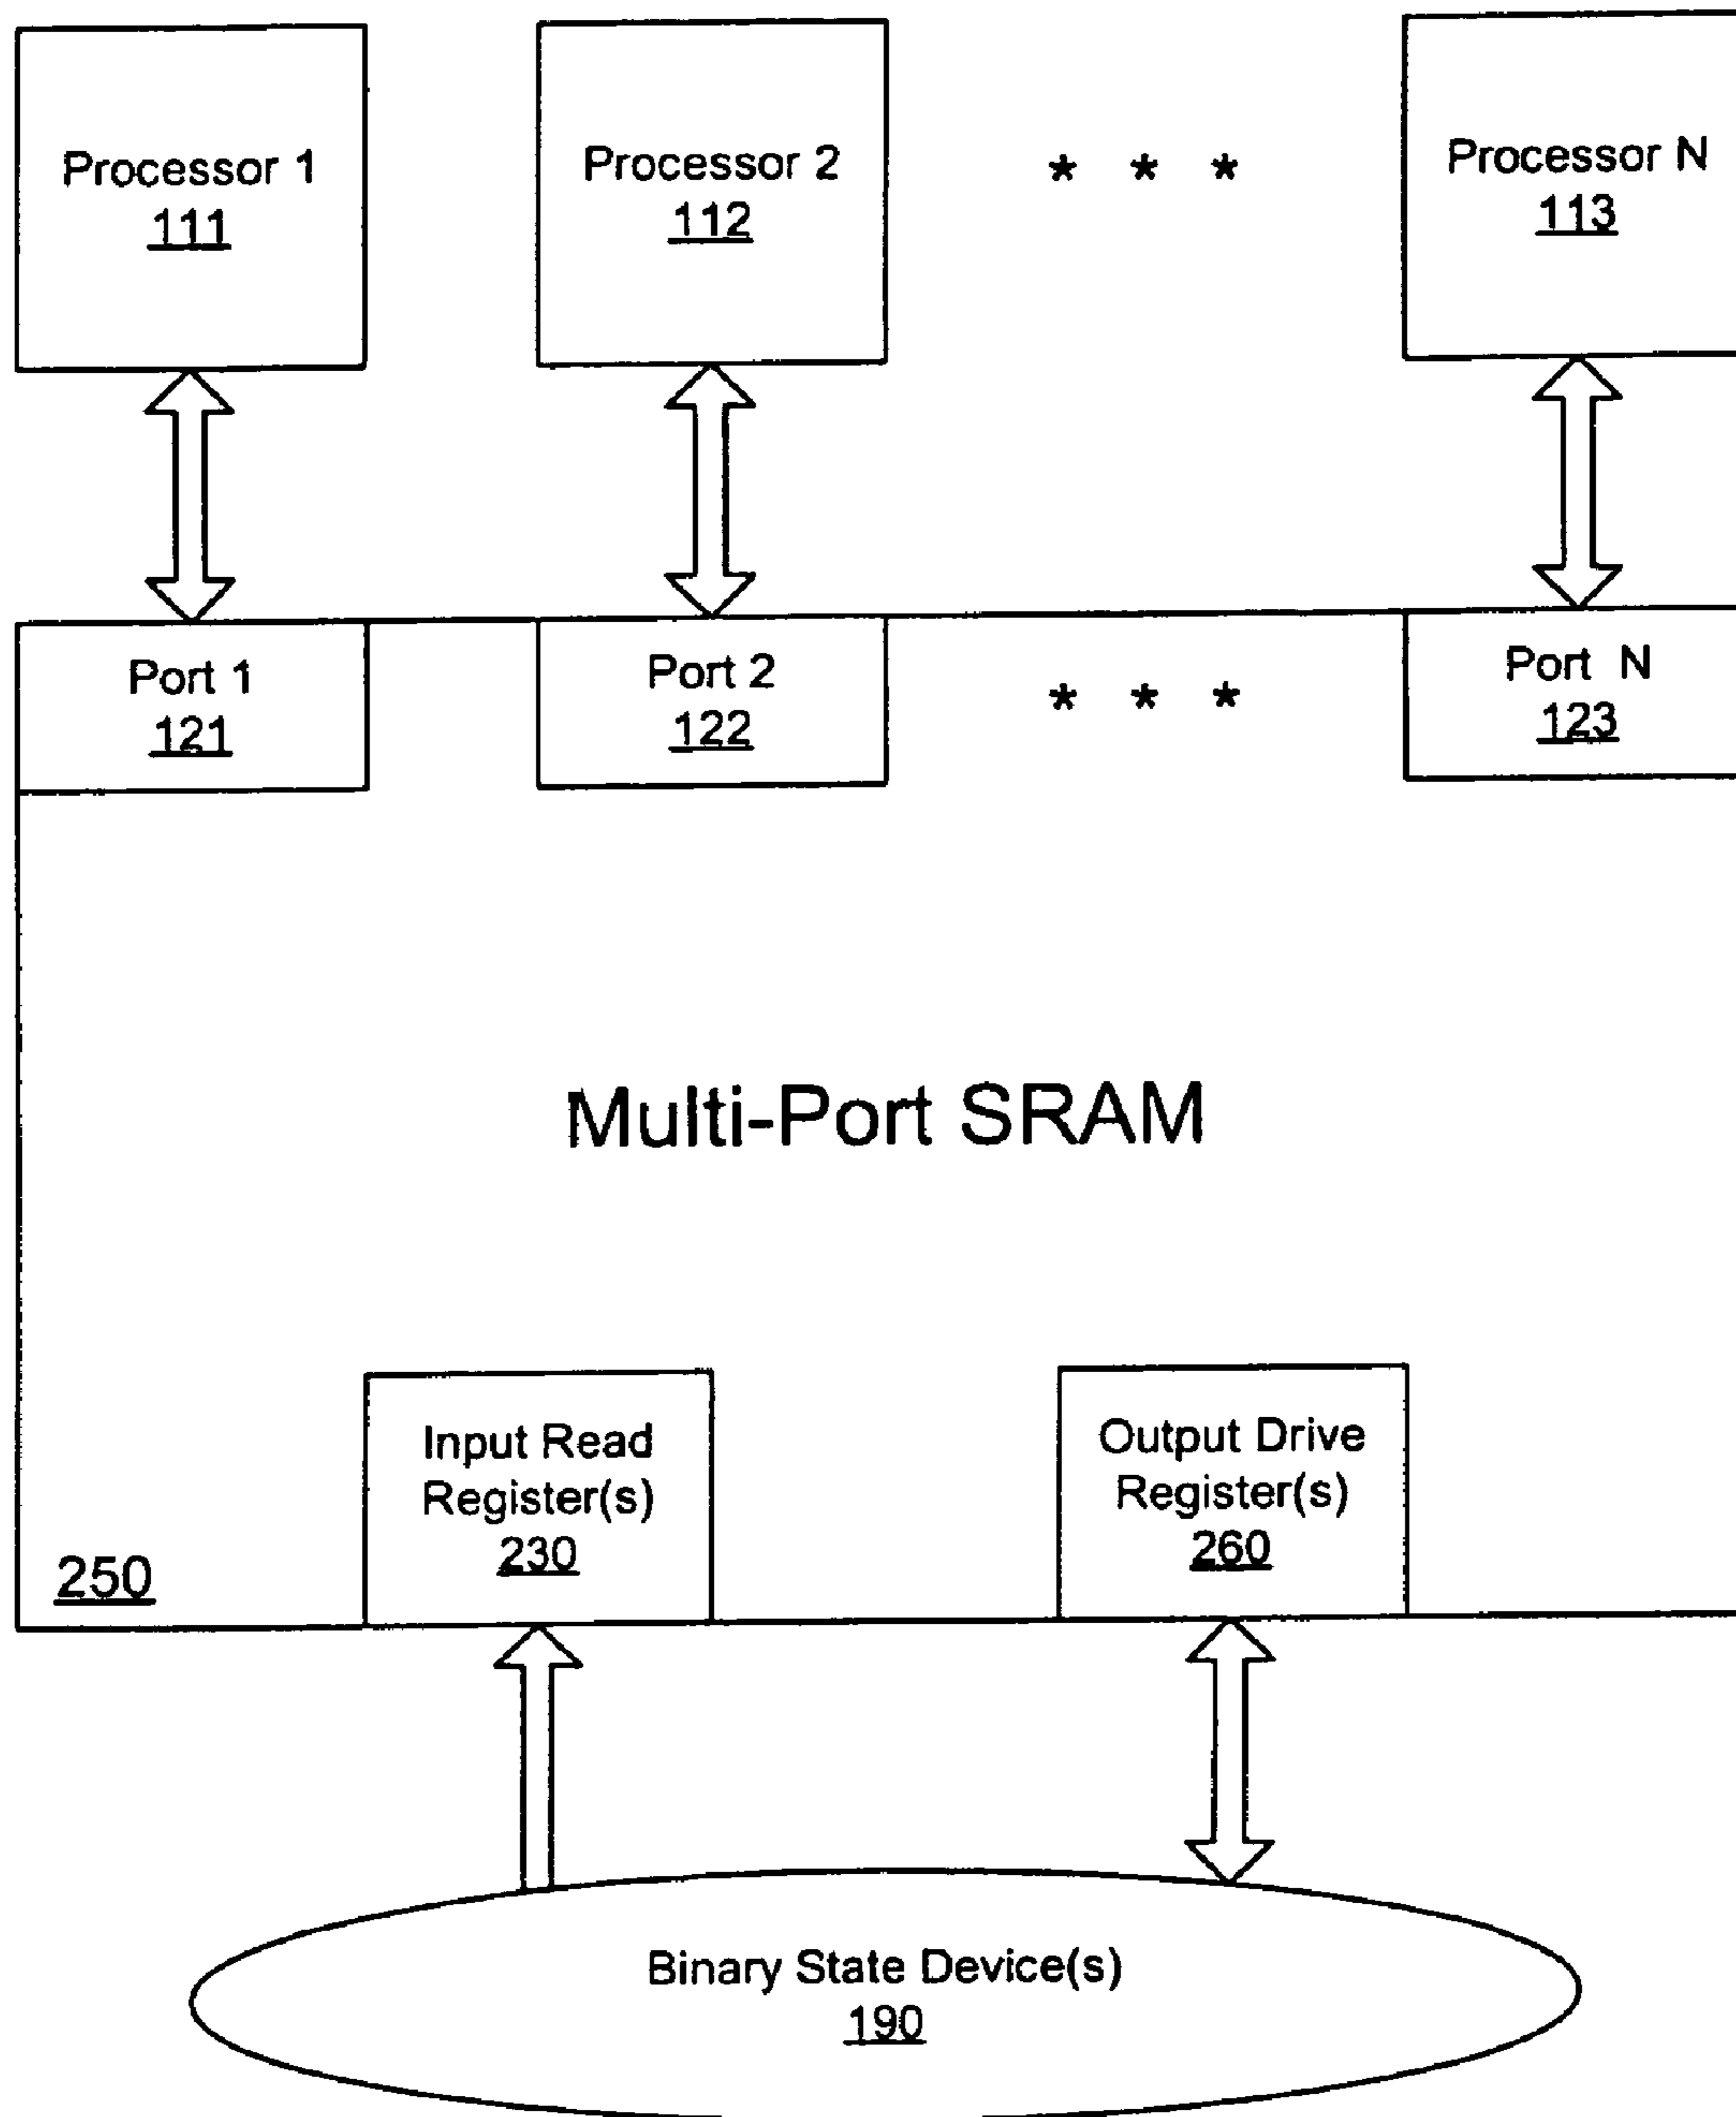 Processor 1
111
Processor 2
112
* * *
Processor N
113
Port 1
121
Port 2
122
* * *
Port N
123
Multi-Port SRAM
Input Read
Register(s)
230
Output Drive
Register(s)
260
250
Binary State Device(s)
190